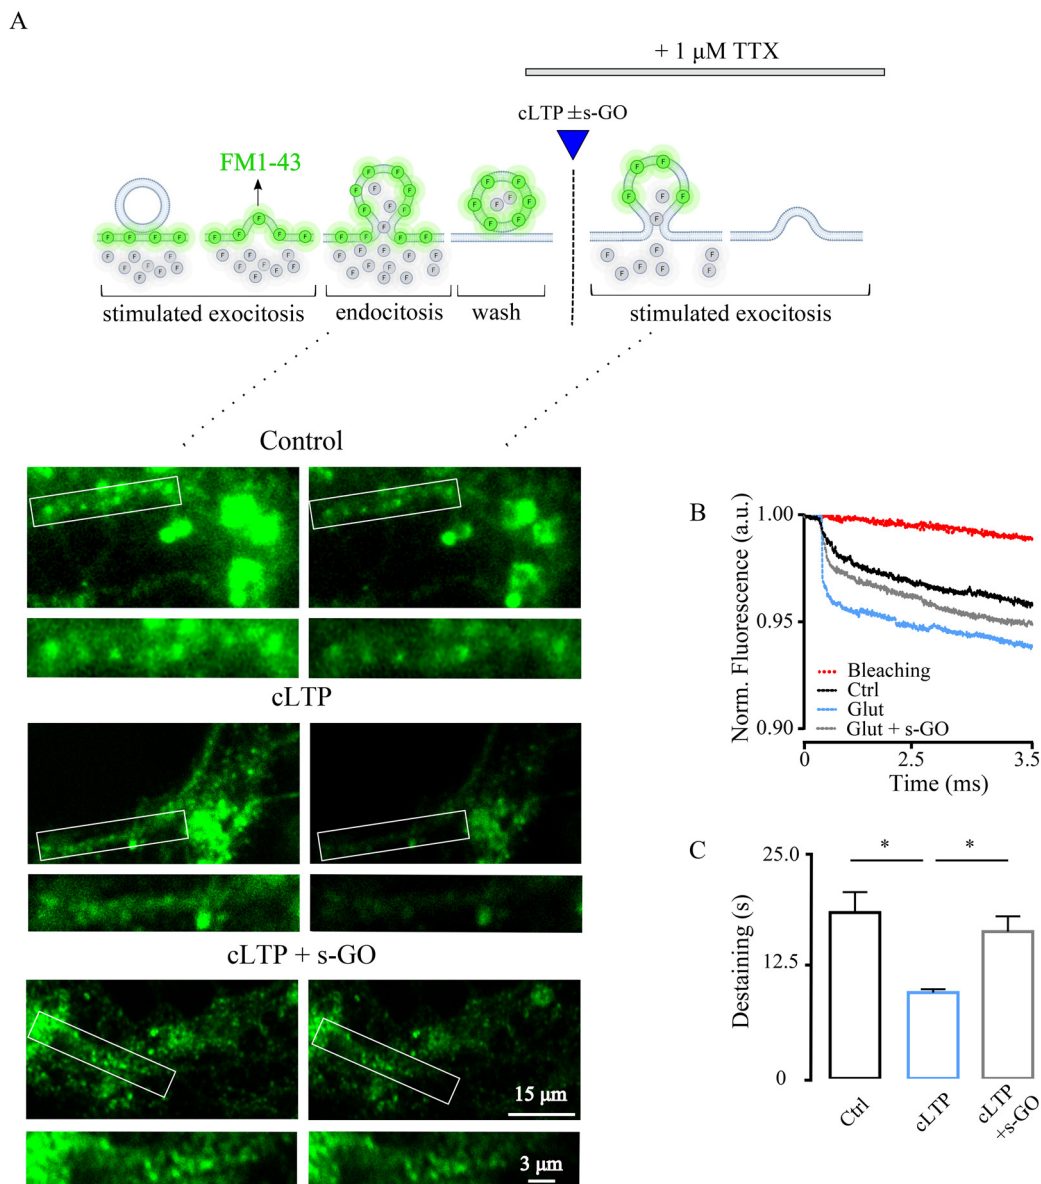 A
+ 1 μM TTX
cLTP ±s-GO
FM1-43
F F F F F F F F F F F F
stimulated exocitosis
endocitosis
wash
stimulated exocitosis
Control
cLTP
cLTP + s-GO
15 μm
3 μm
B
Norm. Fluorescence (a.u.)
1.00
0.95
0.90
Bleaching
Ctrl
Glut
Glut + s-GO
0
2.5
3.5
Time (ms)
C
Destaining (s)
25.0
12.5
0
*
*
Ctrl
cLTP
cLTP
+s-GO